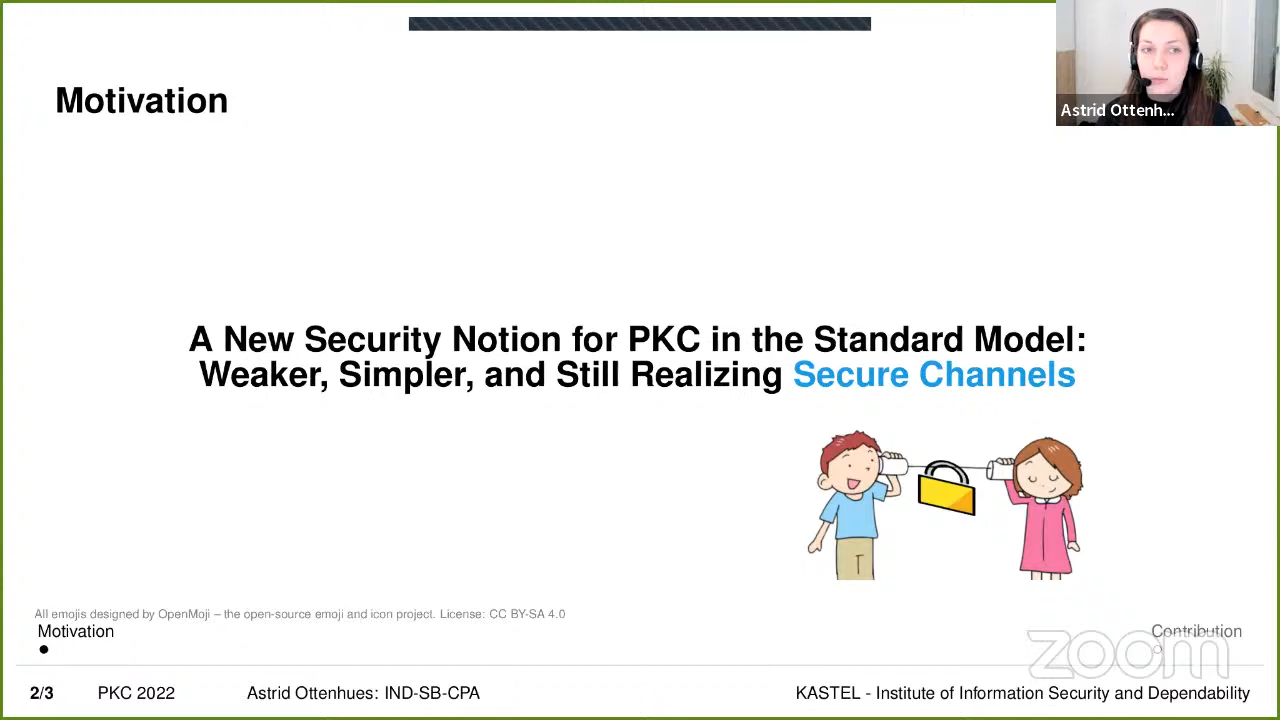 Motivation
Astrid Ottenh...
A New Security Notion for PKC in the Standard Model:
Weaker, Simpler, and Still Realizing Secure Channels
All emojis designed by OpenMoji – the open-source emoji and icon project. License: CC BY-SA 4.0
Motivation
Contribution
zoom
2/3 PKC 2022 Astrid Ottenhues: IND-SB-CPA KASTEL - Institute of Information Security and Dependability